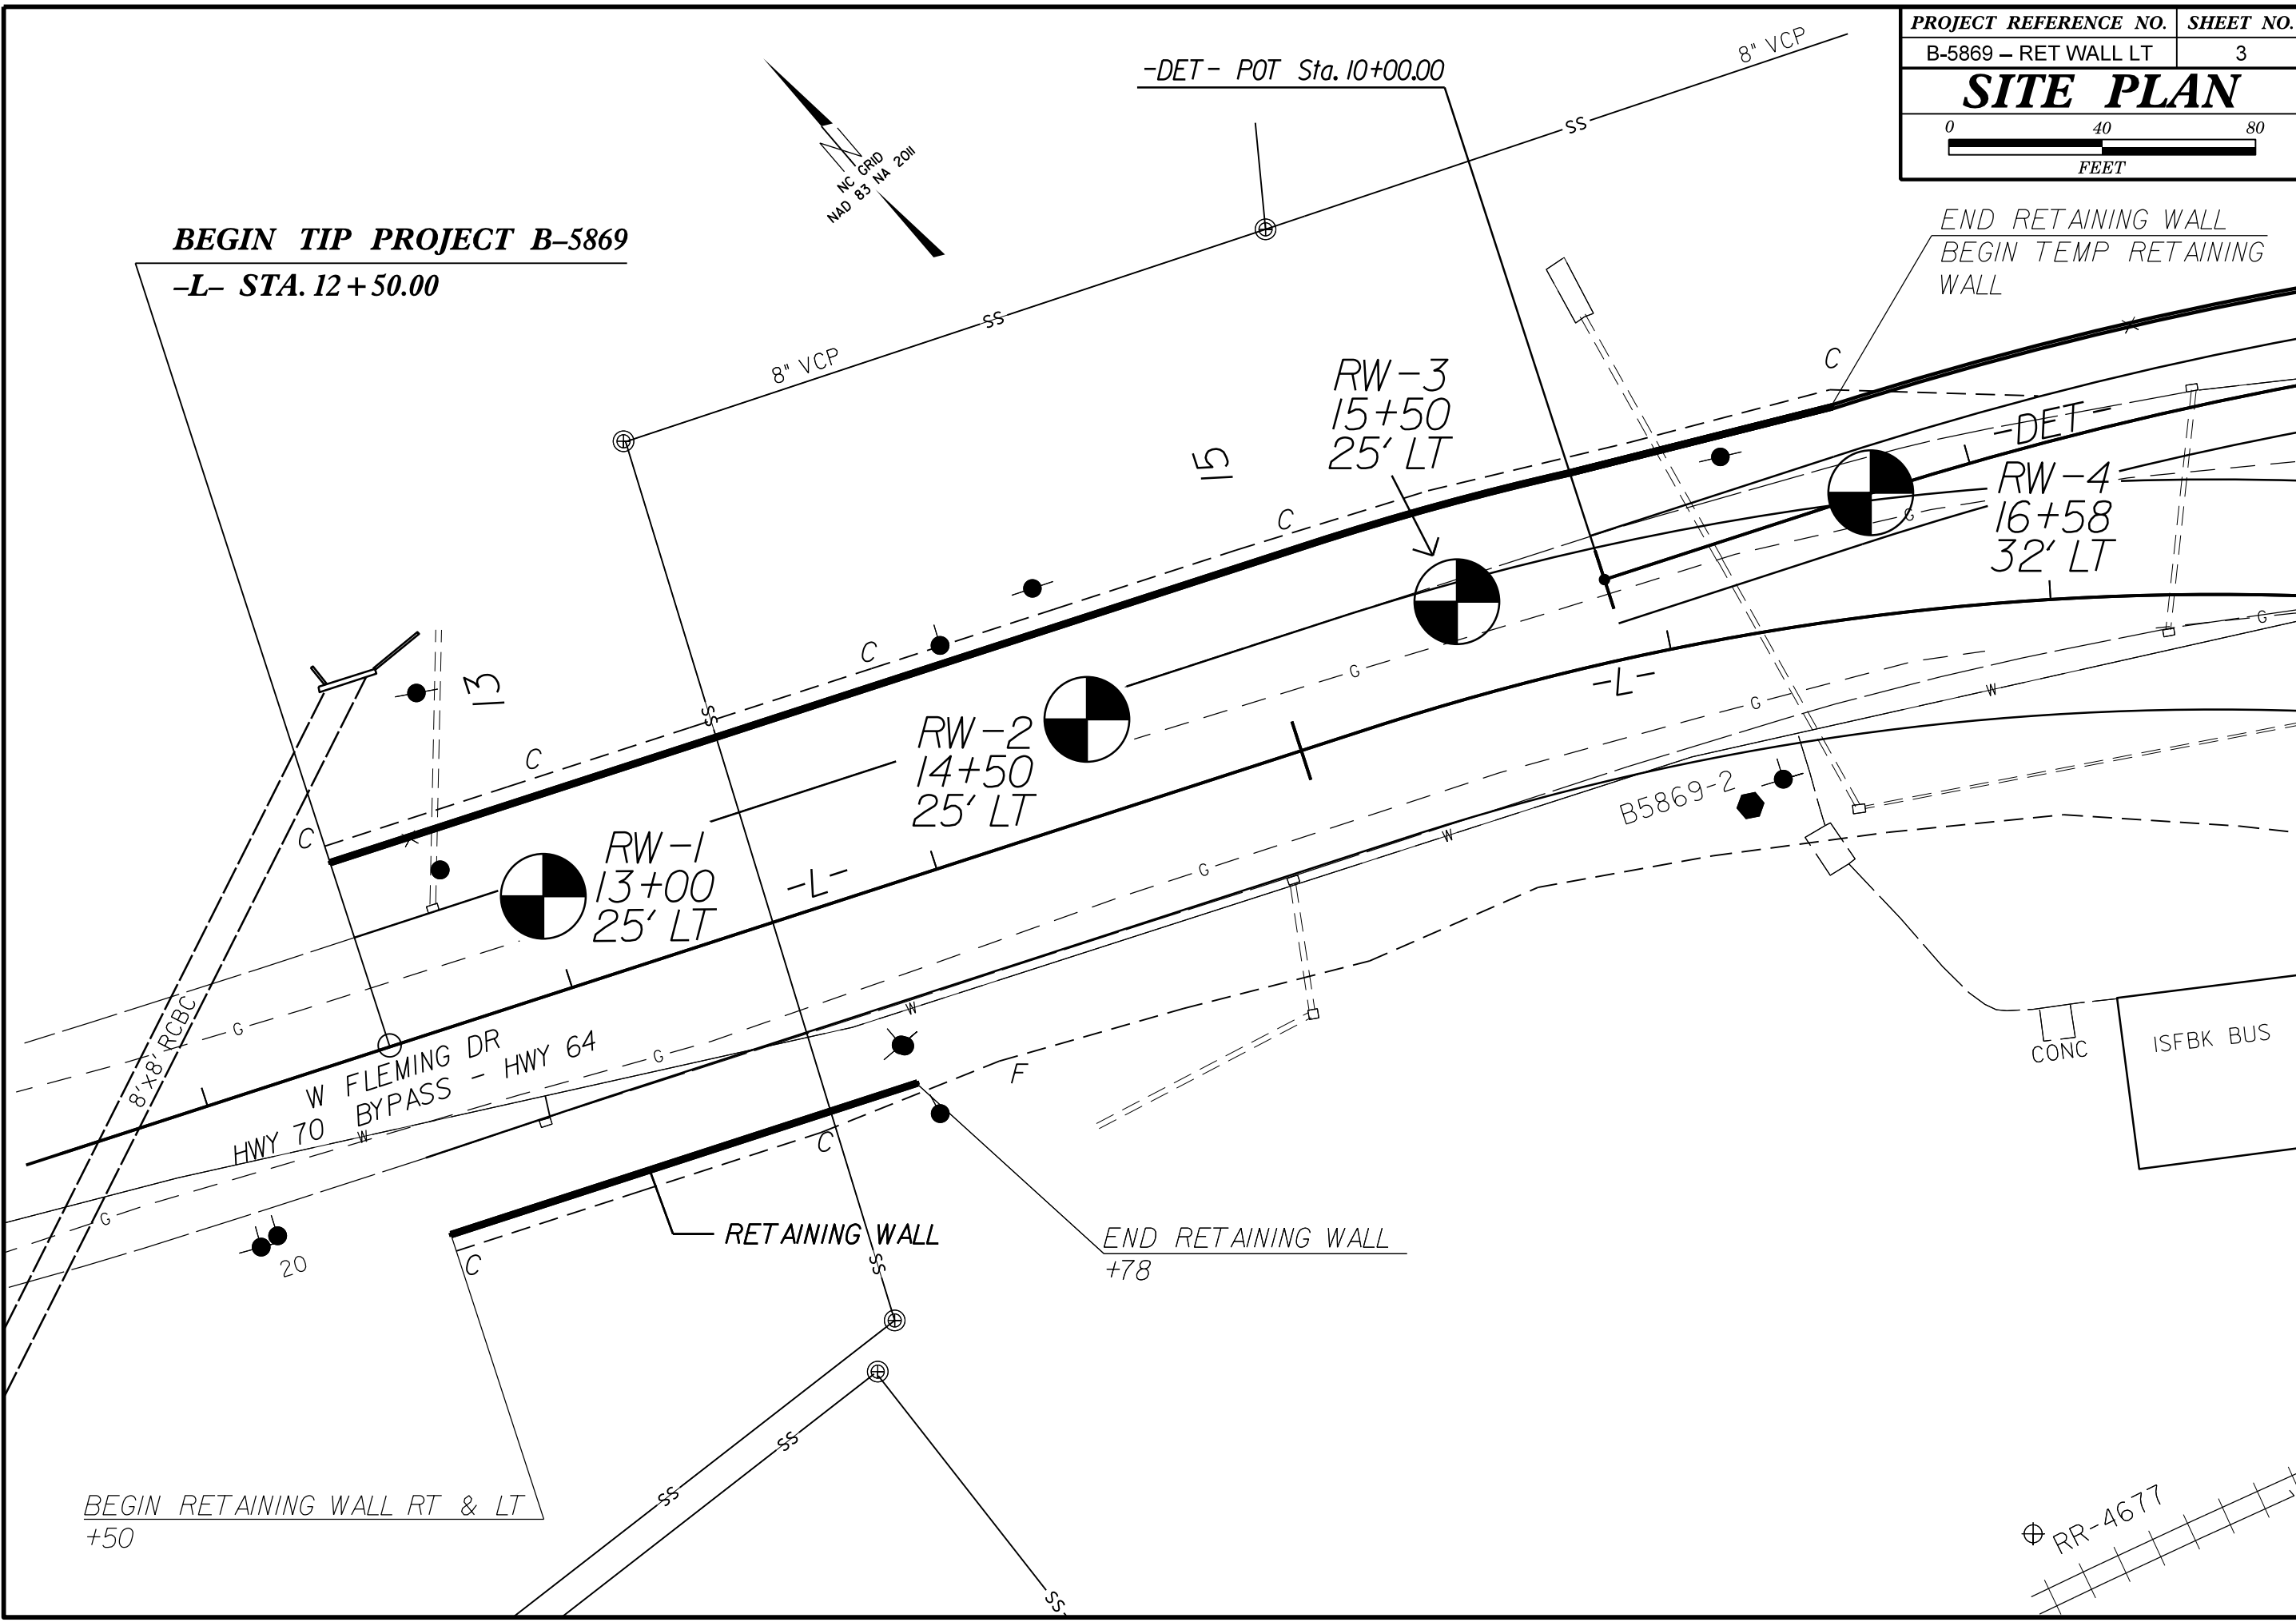 PROJECT REFERENCE NO. SHEET NO.
B-5869 – RET WALL LT 3
SITE PLAN
0 40 80
FEET
8" VCP
-DET- POT Sta. 10+00.00
SS
NC GRID
NAD 83 NA 2011
BEGIN TIP PROJECT B–5869
–L– STA. 12+50.00
END RETAINING WALL
BEGIN TEMP RETAINING
WALL
SS
8" VCP
C
RW-3
15+50
25' LT
15
-DET-
RW-4
16+58
32' LT
C
G
C
13
SS
C
C
RW-2
14+50
25' LT
G
-L-
G
W
G
B5869-2
W
C
RW-1
13+00
25' LT
-L-
G
8'x8' RCBC
G
W
W FLEMING DR
HWY 70 BYPASS - HWY 64
G
W
F
G
C
CONC
ISFBK BUS
20
C
RETAINING WALL
SS
END RETAINING WALL
+78
SS
SS
SS
BEGIN RETAINING WALL RT & LT
+50
RR-4677